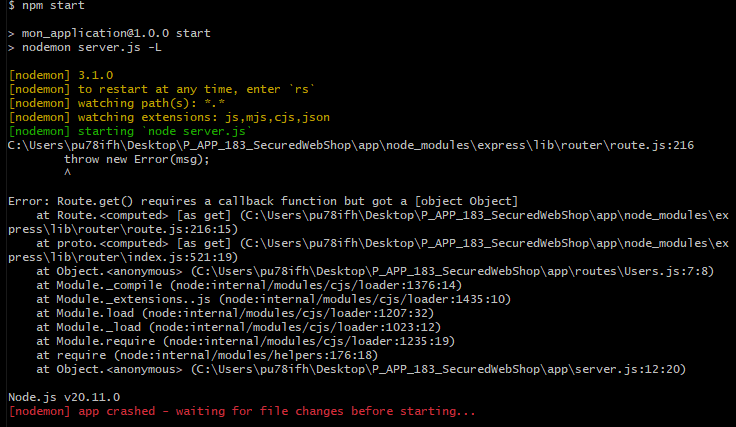 $ npm start
> mon_application@1.0.0 start
> nodemon server.js -L
[nodemon] 3.1.0
[nodemon] to restart at any time, enter `rs`
[nodemon] watching path(s): *.*
[nodemon] watching extensions: js,mjs,cjs,json
[nodemon] starting `node server.js`
C:\Users\pu78ifh\Desktop\P_APP_183_SecuredWebShop\app\node_modules\express\lib\router\route.js:216
        throw new Error(msg);
        ^
Error: Route.get() requires a callback function but got a [object Object]
    at Route.<computed> [as get] (C:\Users\pu78ifh\Desktop\P_APP_183_SecuredWebShop\app\node_modules\ex
press\lib\router\route.js:216:15)
    at proto.<computed> [as get] (C:\Users\pu78ifh\Desktop\P_APP_183_SecuredWebShop\app\node_modules\ex
press\lib\router\index.js:521:19)
    at Object.<anonymous> (C:\Users\pu78ifh\Desktop\P_APP_183_SecuredWebShop\app\routes\Users.js:7:8)
    at Module._compile (node:internal/modules/cjs/loader:1376:14)
    at Module._extensions..js (node:internal/modules/cjs/loader:1435:10)
    at Module.load (node:internal/modules/cjs/loader:1207:32)
    at Module._load (node:internal/modules/cjs/loader:1023:12)
    at Module.require (node:internal/modules/cjs/loader:1235:19)
    at require (node:internal/modules/helpers:176:18)
    at Object.<anonymous> (C:\Users\pu78ifh\Desktop\P_APP_183_SecuredWebShop\app\server.js:12:20)
Node.js v20.11.0
[nodemon] app crashed - waiting for file changes before starting...